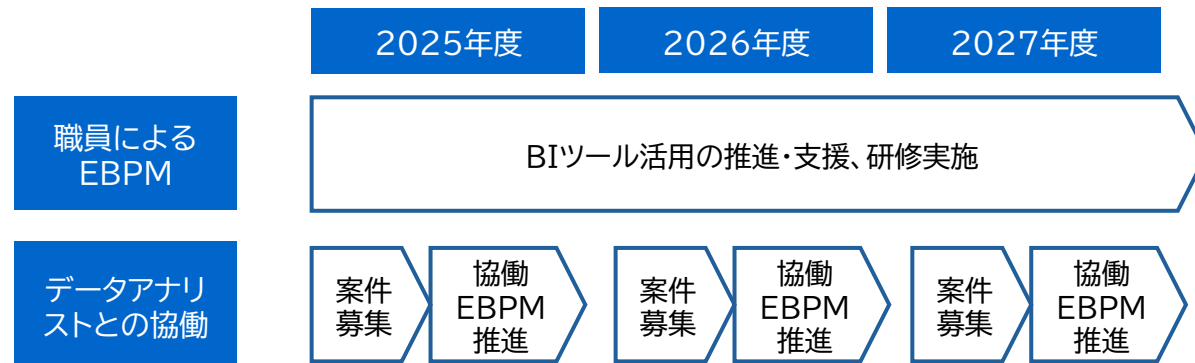 2025年度
2026年度
2027年度
職員による
EBPM
BIツール活用の推進・支援、研修実施
データアナリ
ストとの協働
案件
募集
協働
EBPM
推進
案件
募集
協働
EBPM
推進
案件
募集
協働
EBPM
推進